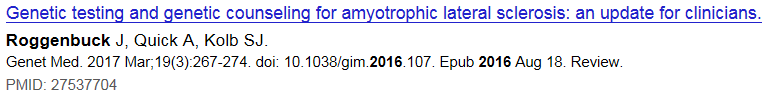 Genetic testing and genetic counseling for amyotrophic lateral sclerosis: an update for clinicians.
Roggenbuck J, Quick A, Kolb SJ.
Genet Med. 2017 Mar;19(3):267-274. doi: 10.1038/gim.2016.107. Epub 2016 Aug 18. Review.
PMID: 27537704